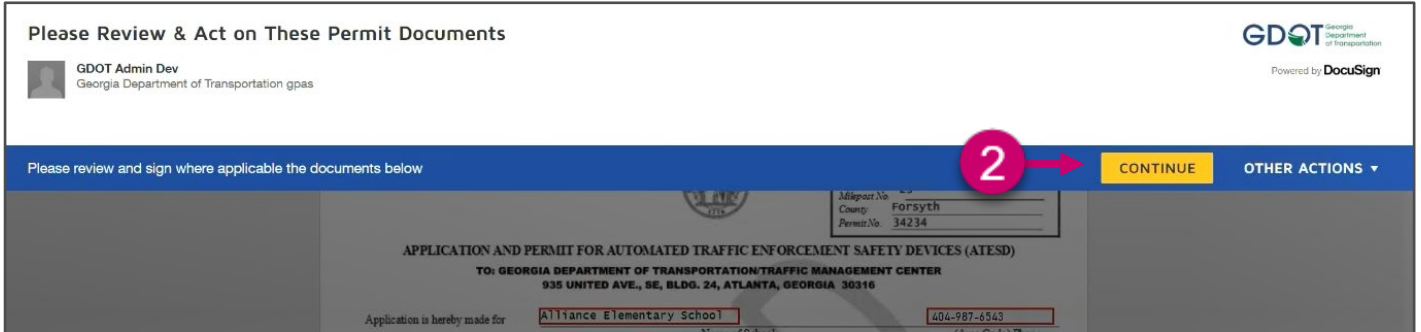 Please Review & Act on These Permit Documents
GDOT Georgia
Department
of Transportation
GDOT Admin Dev
Georgia Department of Transportation gpas
Powered by DocuSign
Please review and sign where applicable the documents below
2
CONTINUE
OTHER ACTIONS
1776
Milepost No.
County Forsyth
Permit No. 34234
APPLICATION AND PERMIT FOR AUTOMATED TRAFFIC ENFORCEMENT SAFETY DEVICES (ATESD)
TO: GEORGIA DEPARTMENT OF TRANSPORTATION/TRAFFIC MANAGEMENT CENTER
935 UNITED AVE., SE, BLDG. 24, ATLANTA, GEORGIA 30316
Application is hereby made for Alliance Elementary School 404-987-6543